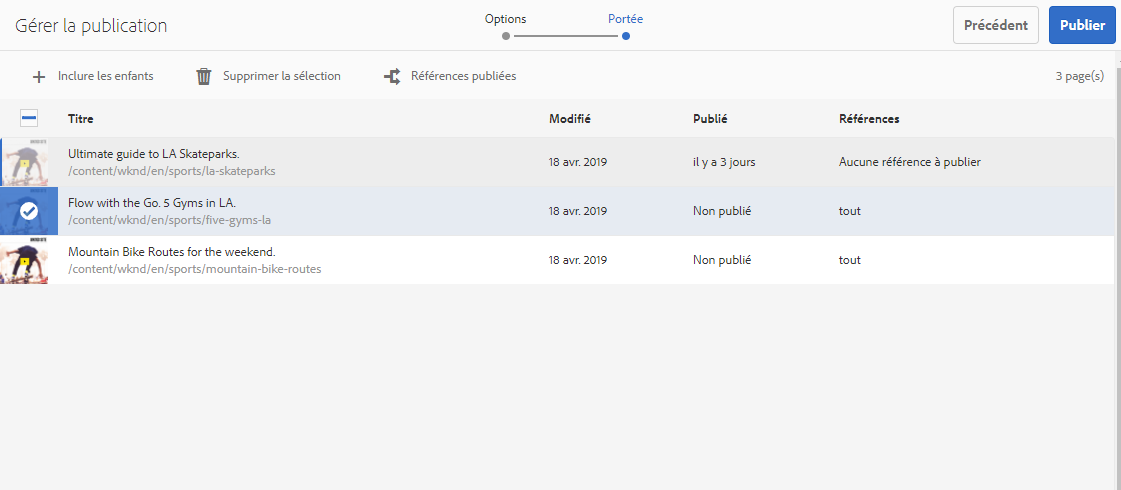 Gérer la publication
Options
Portée
Précédent
Publier
Inclure les enfants
Supprimer la sélection
Références publiées
3 page(s)
Titre
Modifié
Publié
Références
Ultimate guide to LA Skateparks.
/content/wknd/en/sports/la-skateparks
18 avr. 2019
il y a 3 jours
Aucune référence à publier
Flow with the Go. 5 Gyms in LA.
/content/wknd/en/sports/five-gyms-la
18 avr. 2019
Non publié
tout
Mountain Bike Routes for the weekend.
/content/wknd/en/sports/mountain-bike-routes
18 avr. 2019
Non publié
tout